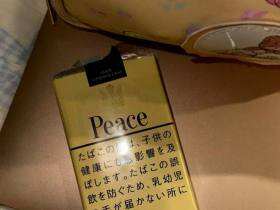 Peace
たばこの煙は、子供の
健康にも悪影響を及
ぼします。たばこの誤
飲を防ぐため、乳幼児
の手が届かない所に